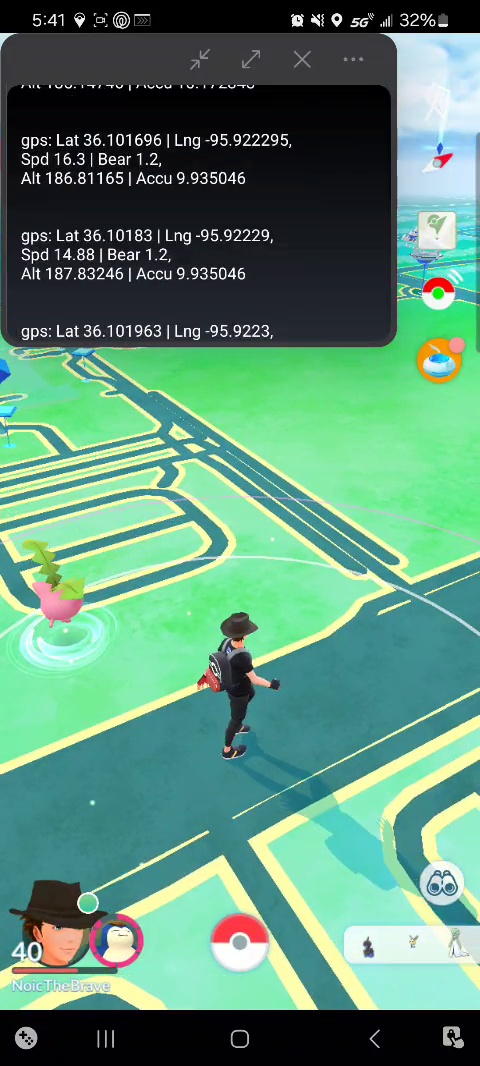 5:41
5G
32%
gps: Lat 36.101696 | Lng -95.922295,
Spd 16.3 | Bear 1.2,
Alt 186.81165 | Accu 9.935046
gps: Lat 36.10183 | Lng -95.92229,
Spd 14.88 | Bear 1.2,
Alt 187.83246 | Accu 9.935046
gps: Lat 36.101963 | Lng -95.9223,
40
NoicTheBrave